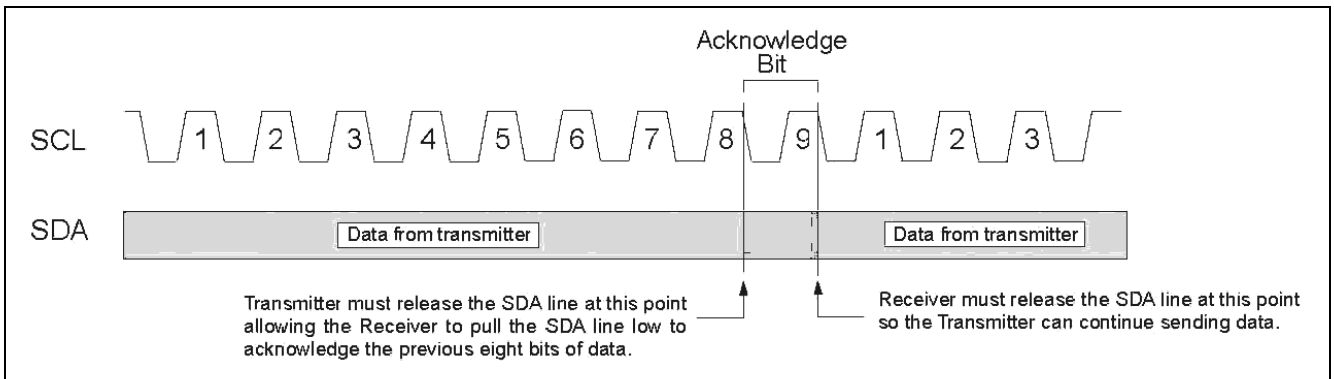 Acknowledge
Bit
SCL
1 2 3 4 5 6 7 8 9 1 2 3
SDA
Data from transmitter
Data from transmitter
Transmitter must release the SDA line at this point
allowing the Receiver to pull the SDA line low to
acknowledge the previous eight bits of data.
Receiver must release the SDA line at this point
so the Transmitter can continue sending data.